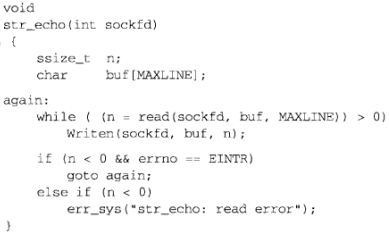 void
str_echo(int sockfd)
{
    ssize_t  n;
    char     buf[MAXLINE];
again:
    while ( (n = read(sockfd, buf, MAXLINE)) > 0)
        Writen(sockfd, buf, n);
    if (n < 0 && errno == EINTR)
        goto again;
    else if (n < 0)
        err_sys("str_echo: read error");
}